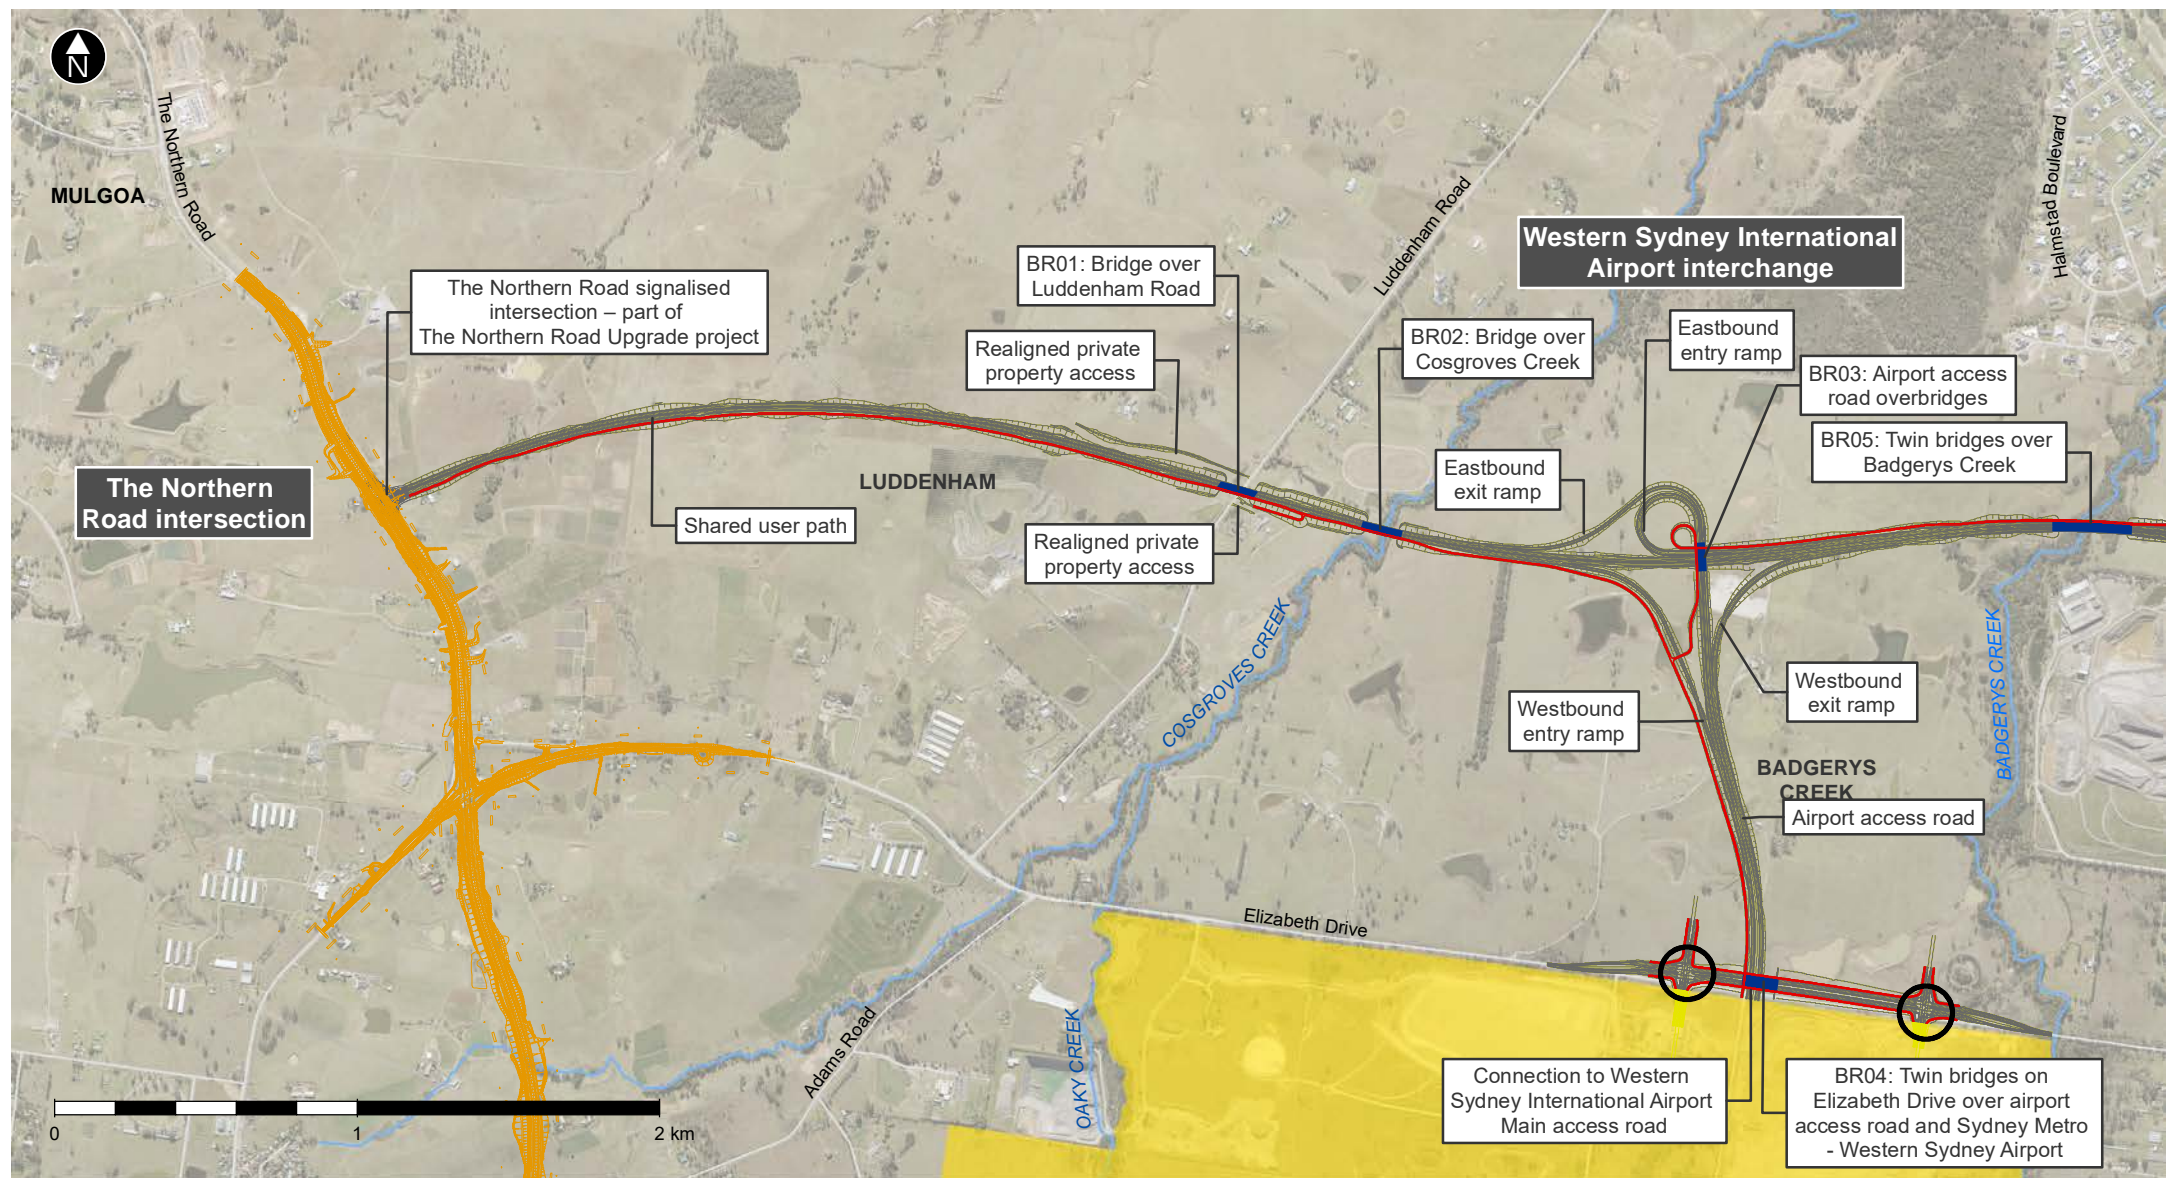 N
The Northern Road
MULGOA
The Northern Road signalised
intersection – part of
The Northern Road Upgrade project
BR01: Bridge over
Luddenham Road
Realigned private
property access
Luddenham Road
Western Sydney International
Airport interchange
Halmstad Boulevard
BR02: Bridge over
Cosgroves Creek
Eastbound
entry ramp
BR03: Airport access
road overbridges
BR05: Twin bridges over
Badgerys Creek
Eastbound
exit ramp
The Northern
Road intersection
LUDDENHAM
Shared user path
Realigned private
property access
COSGROVES CREEK
BADGERYS CREEK
Westbound
entry ramp
Westbound
exit ramp
BADGERYS
CREEK
Airport access road
Elizabeth Drive
Adams Road
OAKY CREEK
Connection to Western
Sydney International Airport
Main access road
BR04: Twin bridges on
Elizabeth Drive over airport
access road and Sydney Metro
- Western Sydney Airport
0 1 2 km